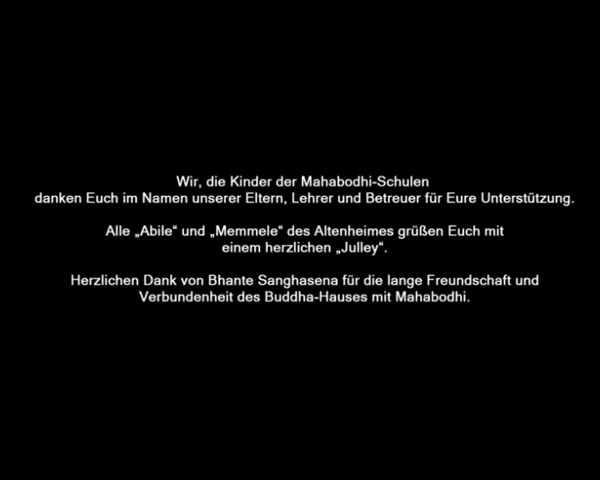 Wir, die Kinder der Mahabodhi-Schulen
danken Euch im Namen unserer Eltern, Lehrer und Betreuer für Eure Unterstützung.
Alle „Abile“ und „Memmele“ des Altenheimes grüßen Euch mit
einem herzlichen „Julley“.
Herzlichen Dank von Bhante Sanghasena für die lange Freundschaft und
Verbundenheit des Buddha-Hauses mit Mahabodhi.